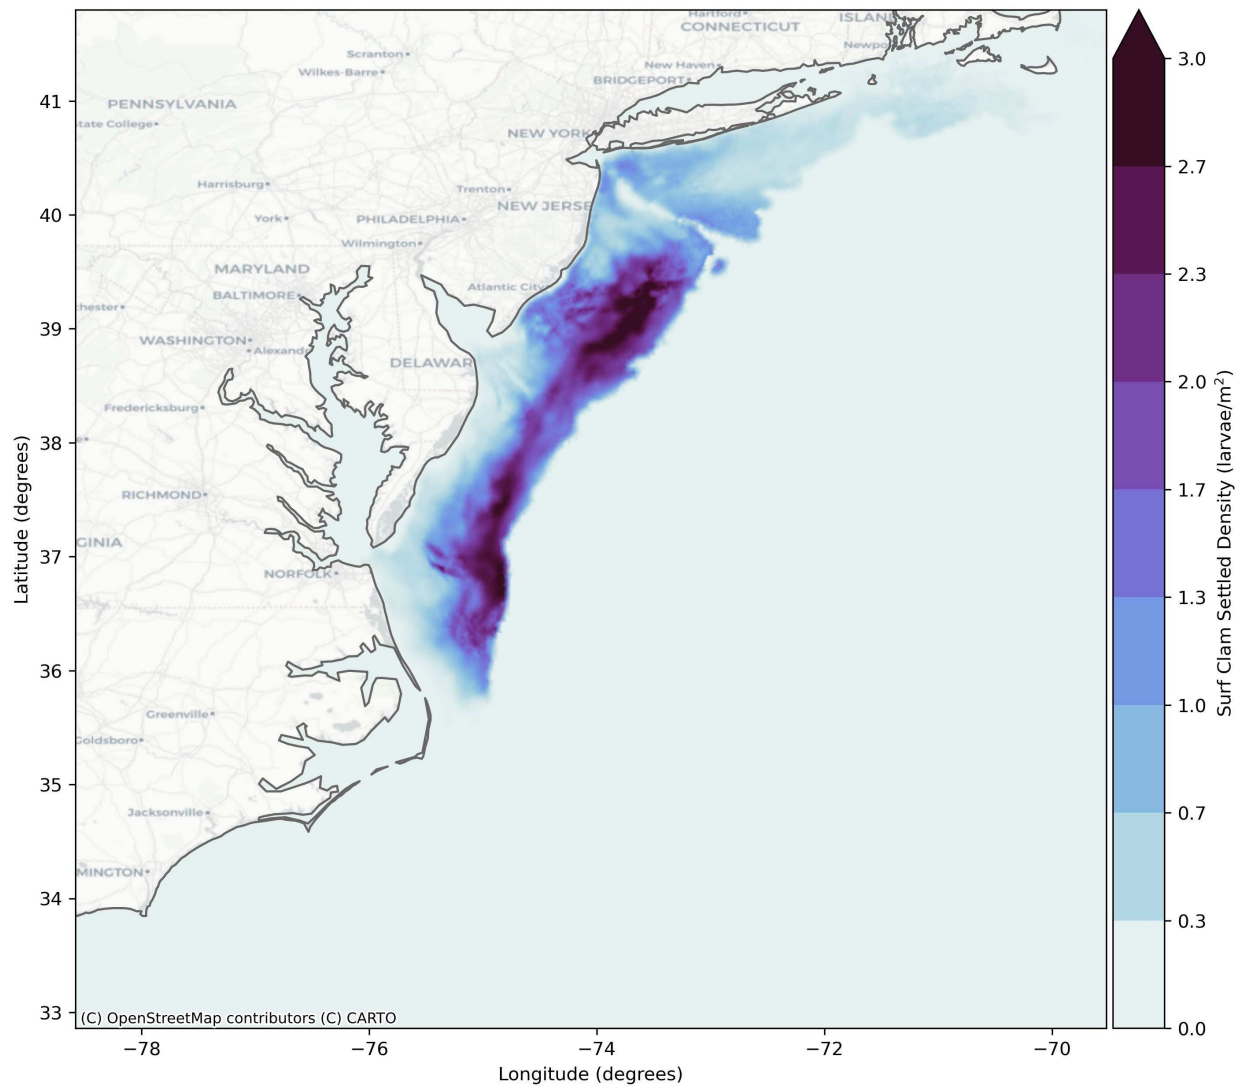 Hartford
CONNECTICUT
ISLAN
Scranton
Newpo
Wilkes-Barre
New Haven
BRIDGEPORT
PENNSYLVANIA
tate College
NEW YORK
Harrisburg
Trenton
NEW JERSE
York
PHILADELPHIA
Wilmington
MARYLAND
Atlantic City
BALTIMORE
chester
WASHINGTON
Alexand
DELAWAR
Fredericksburg
RICHMOND
GINIA
NORFOLK
Greenville
Goldsboro
Jacksonville
MINGTON
41
40
39
38
37
36
35
34
33
Latitude (degrees)
−78
−76
−74
−72
−70
Longitude (degrees)
(C) OpenStreetMap contributors (C) CARTO
3.0
2.7
2.3
2.0
1.7
1.3
1.0
0.7
0.3
0.0
Surf Clam Settled Density (larvae/m²)